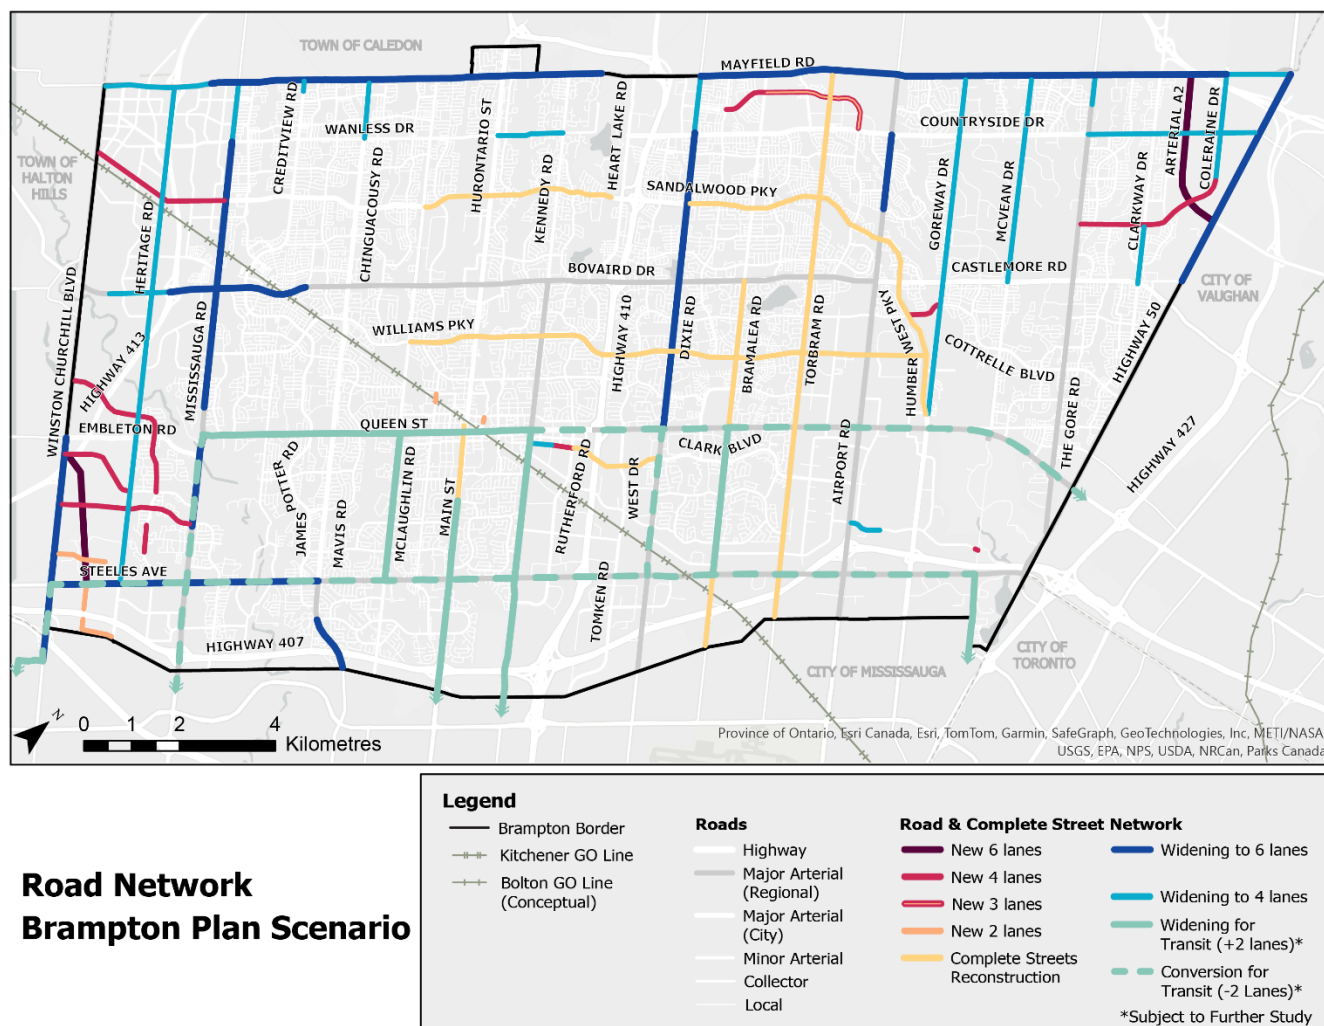 TOWN OF CALEDON
MAYFIELD RD
CREDITVIEW RD
WANLESS DR
CHINGUACOUSY RD
HURONTARIO ST
KENNEDY RD
HEART LAKE RD
COUNTRYSIDE DR
ARTERIAL A2
COLERAINE DR
TOWN OF
HALTON
HILLS
HERITAGE RD
SANDALWOOD PKY
GOREWAY DR
MCVEAN DR
CLARKWAY DR
BOVAIRD DR
CASTLEMORE RD
CITY OF
VAUGHAN
WINSTON CHURCHILL BLVD
HIGHWAY 413
MISSISSAUGA RD
WILLIAMS PKY
HIGHWAY 410
DIXIE RD
BRAMALEA RD
TORBRAM RD
HUMBER WEST PKY
COTTRELLE BLVD
HIGHWAY 50
EMBLETON RD
QUEEN ST
CLARK BLVD
THE GORE RD
HIGHWAY 427
JAMES POTTER RD
MAVIS RD
MCLAUGHLIN RD
MAIN ST
RUTHERFORD RD
WEST DR
AIRPORT RD
STEELES AVE
TOMKEN RD
HIGHWAY 407
CITY OF MISSISSAUGA
CITY OF
TORONTO
N
0 1 2 4
Kilometres
Province of Ontario, Esri Canada, Esri, TomTom, Garmin, SafeGraph, GeoTechnologies, Inc, METI/NASA,
USGS, EPA, NPS, USDA, NRCan, Parks Canada
Road Network
Brampton Plan Scenario
Legend
Brampton Border
Kitchener GO Line
Bolton GO Line
(Conceptual)
Roads
Highway
Major Arterial
(Regional)
Major Arterial
(City)
Minor Arterial
Collector
Local
Road & Complete Street Network
New 6 lanes
New 4 lanes
New 3 lanes
New 2 lanes
Complete Streets
Reconstruction
Widening to 6 lanes
Widening to 4 lanes
Widening for
Transit (+2 lanes)*
Conversion for
Transit (-2 Lanes)*
*Subject to Further Study